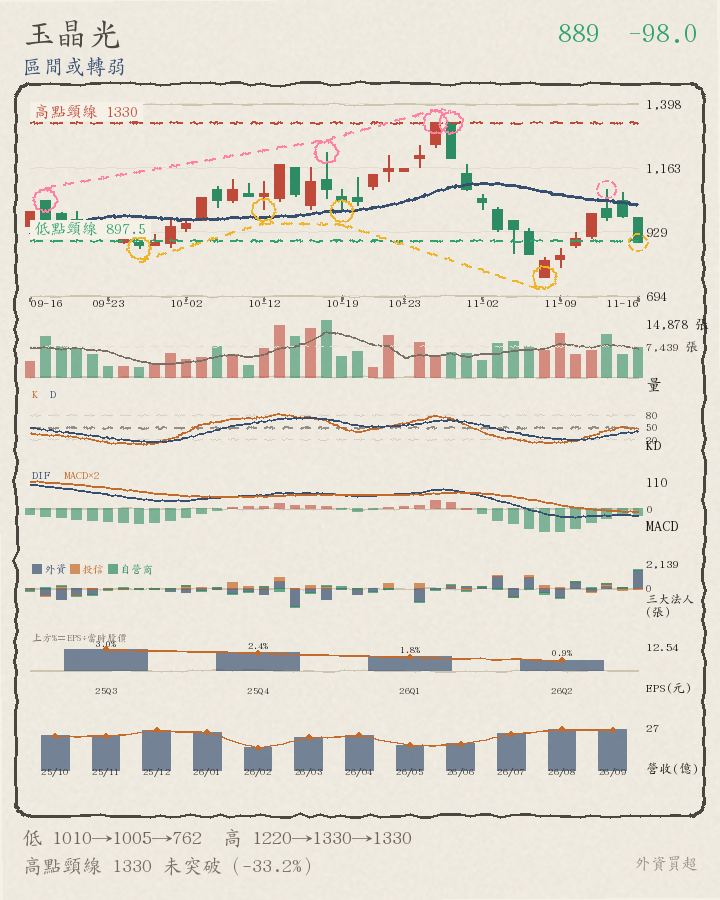 玉晶光
889 -98.0
區間或轉弱
高點頸線 1330
低點頸線 897.5
1,398
1,163
929
694
09-16 09-23 10-02 10-12 10-19 10-23 11-02 11-09 11-16
14,878 張
7,439 張
量
K D
80
50
20
KD
DIF MACD×2
110
0
MACD
外資 投信 自營商
2,139
0
三大法人
(張)
上方%=EPS÷當時股價
3.0% 2.4% 1.8% 0.9%
12.54
25Q3 25Q4 26Q1 26Q2
EPS(元)
27
25/10 25/11 25/12 26/01 26/02 26/03 26/04 26/05 26/06 26/07 26/08 26/09
營收(億)
低 1010→1005→762 高 1220→1330→1330
高點頸線 1330 未突破 (-33.2%)
外資買超